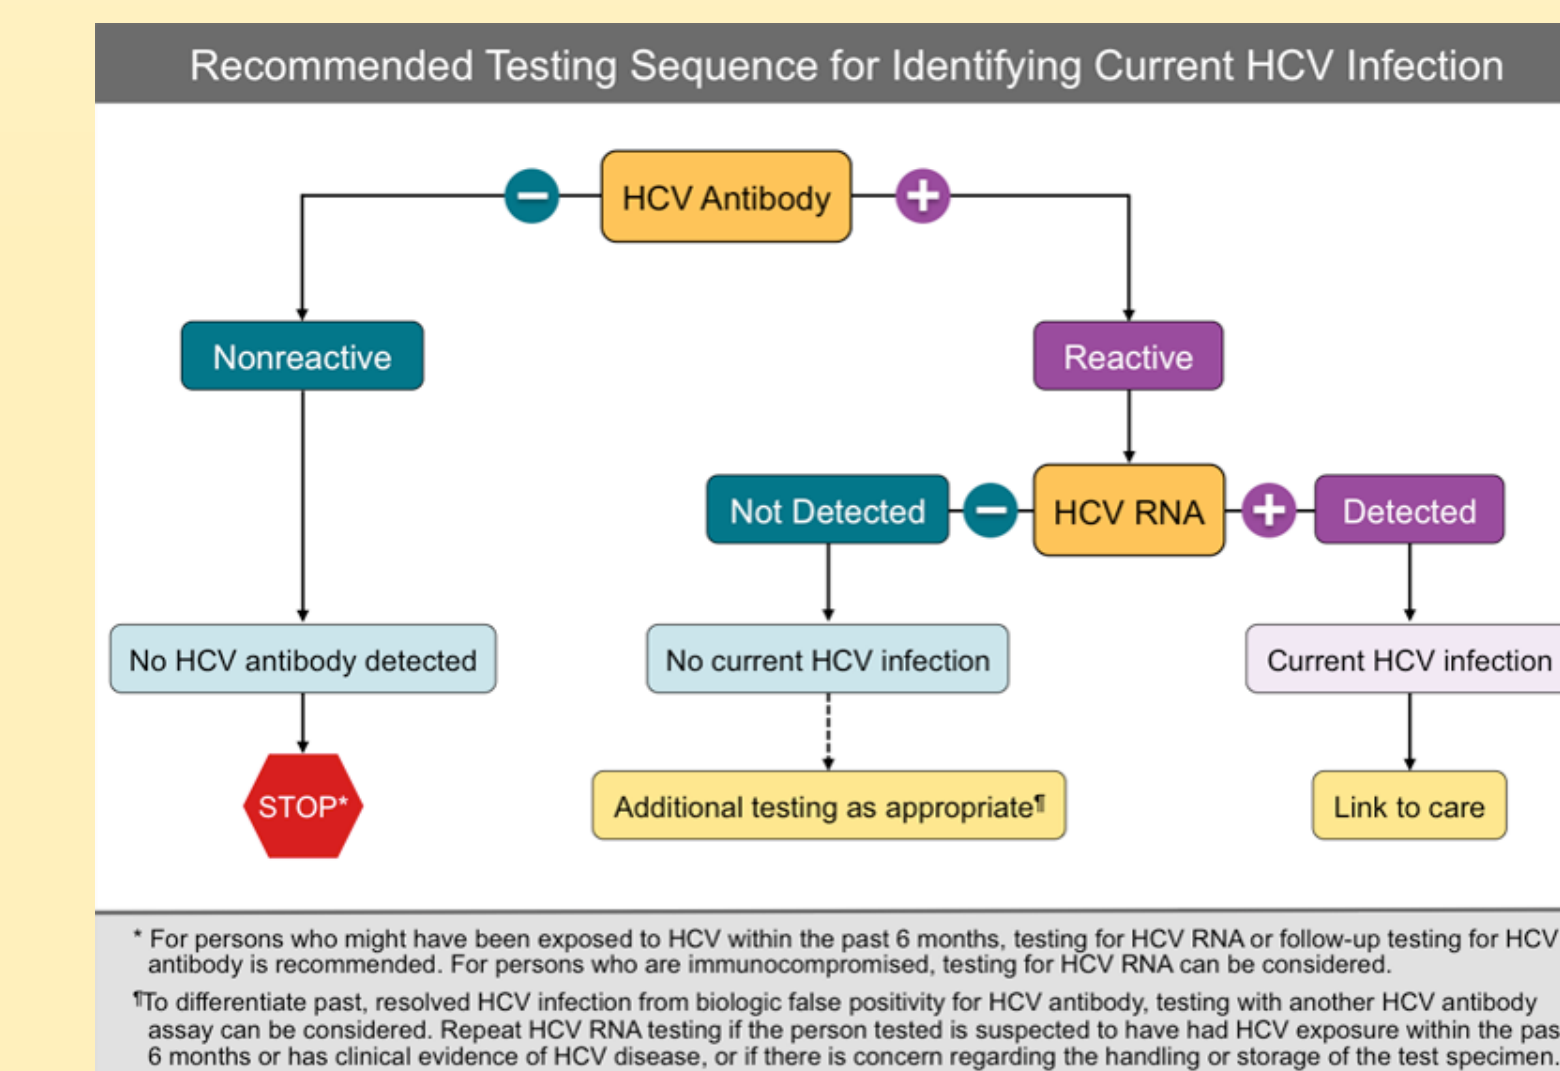 Recommended Testing Sequence for Identifying Current HCV Infection
HCV Antibody
Nonreactive
Reactive
Not Detected
HCV RNA
Detected
No HCV antibody detected
No current HCV infection
Current HCV infection
STOP*
Additional testing as appropriate¶
Link to care
* For persons who might have been exposed to HCV within the past 6 months, testing for HCV RNA or follow-up testing for HCV
antibody is recommended. For persons who are immunocompromised, testing for HCV RNA can be considered.
¶To differentiate past, resolved HCV infection from biologic false positivity for HCV antibody, testing with another HCV antibody
assay can be considered. Repeat HCV RNA testing if the person tested is suspected to have had HCV exposure within the pas
6 months or has clinical evidence of HCV disease, or if there is concern regarding the handling or storage of the test specimen.